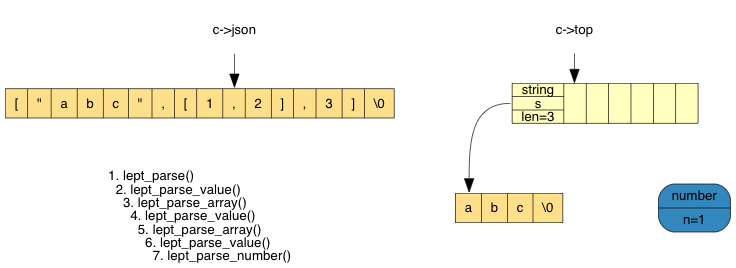 c->json
c->top
[ " a b c " , [ 1 , 2 ] , 3 ] \0
string
s
len=3
1. lept_parse()
2. lept_parse_value()
3. lept_parse_array()
4. lept_parse_value()
5. lept_parse_array()
6. lept_parse_value()
7. lept_parse_number()
a b c \0
number
n=1